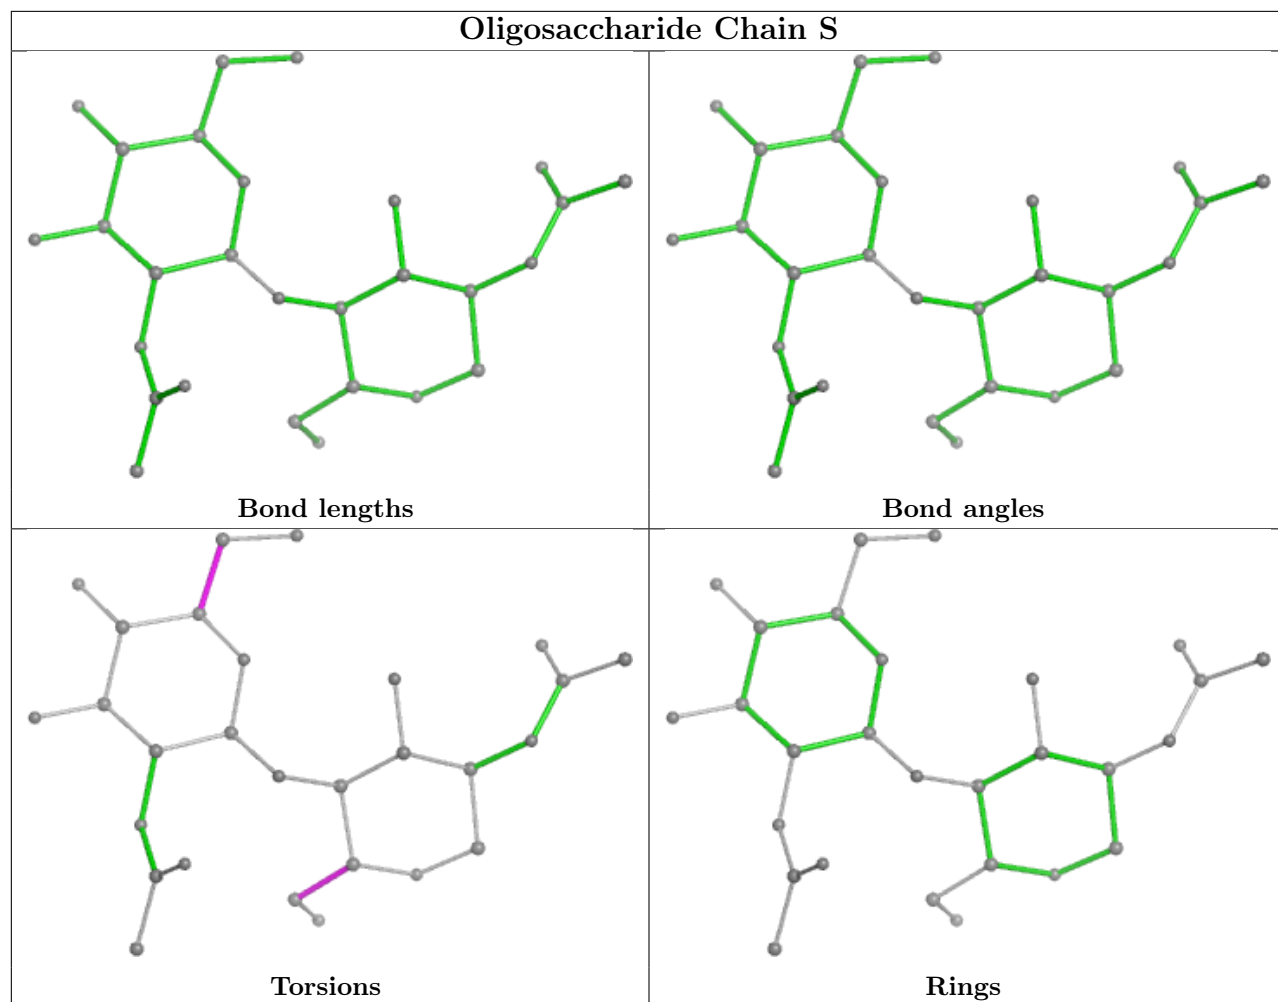 Oligosaccharide Chain S
Bond lengths
Bond angles
Torsions
Rings